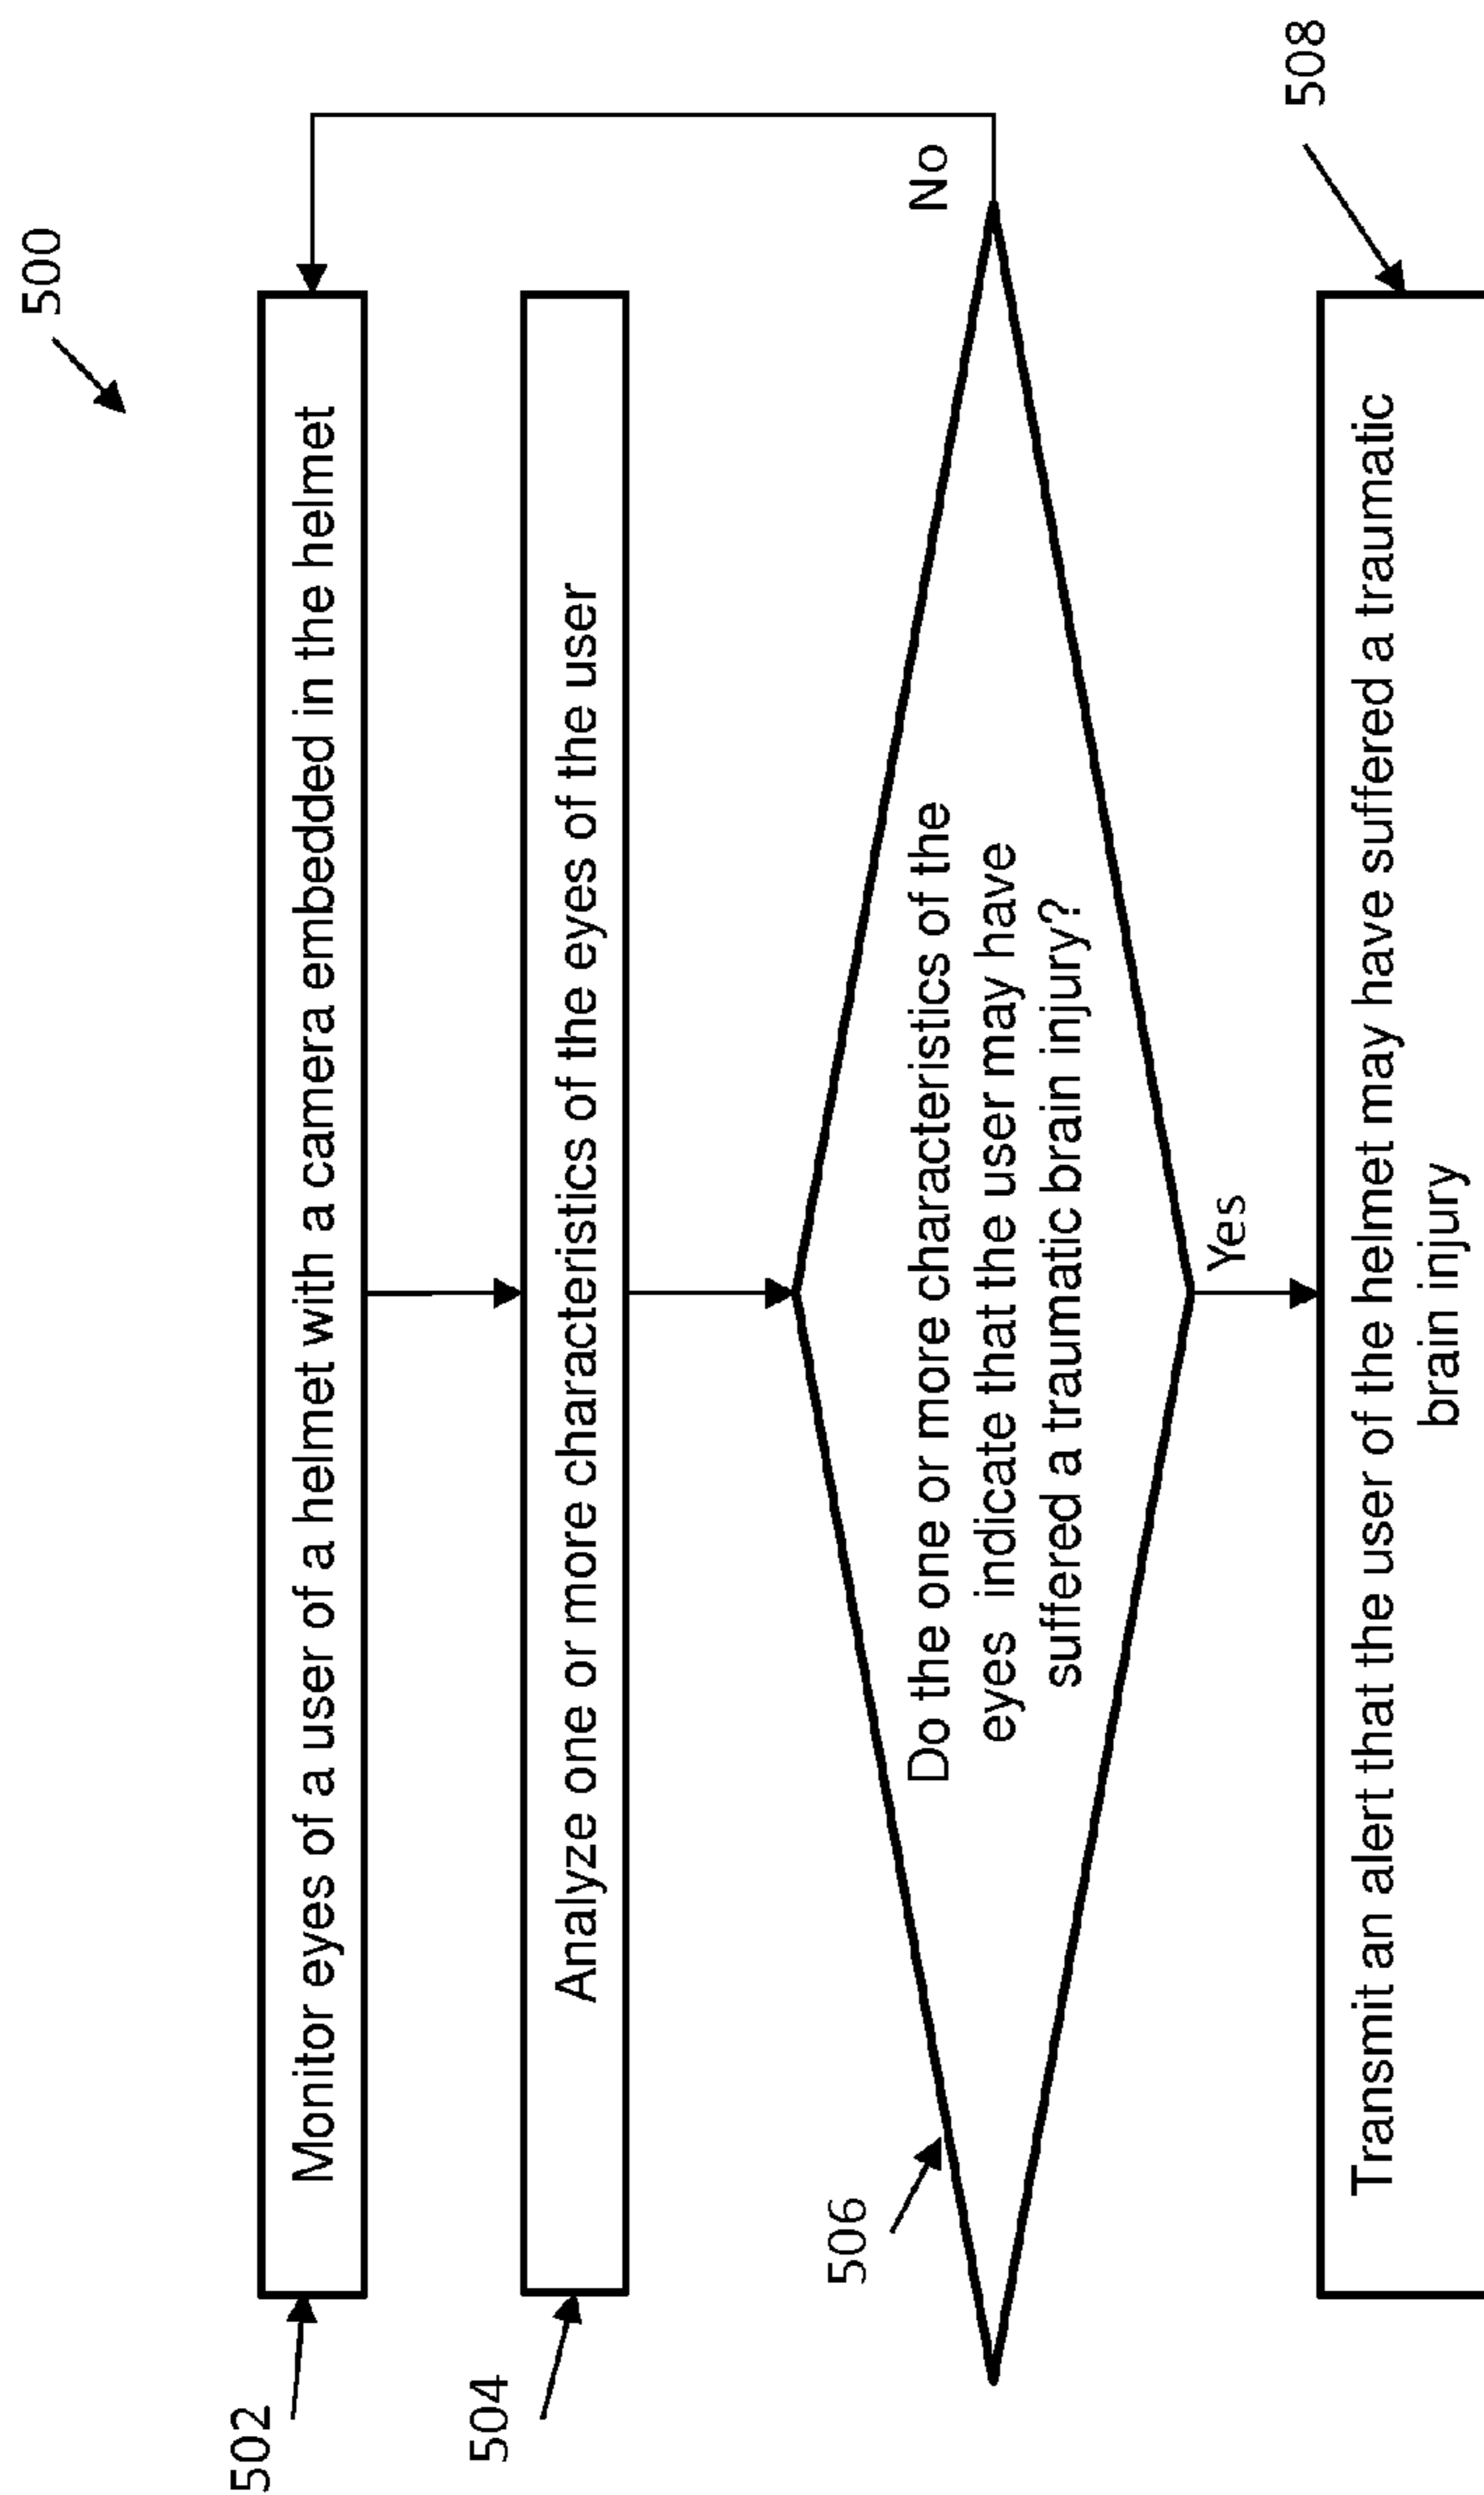 500
502
Monitor eyes of a user of a helmet with a camera embedded in the helmet
504
Analyze one or more characteristics of the eyes of the user
506
Do the one or more characteristics of the
eyes indicate that the user may have
suffered a traumatic brain injury?
No
Yes
508
Transmit an alert that the user of the helmet may have suffered a traumatic
brain injury